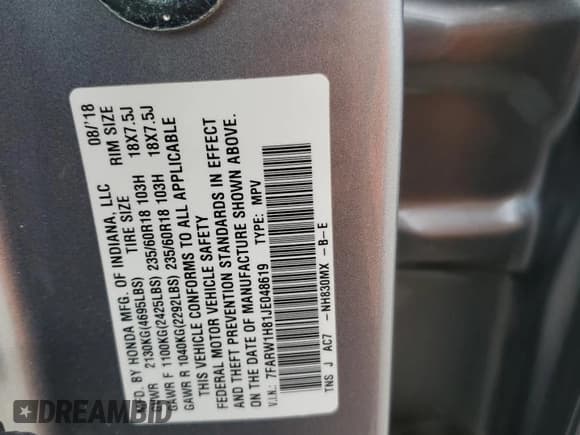 MFD. BY HONDA MFG. OF INDIANA, LLC 08/'18
TIRE SIZE RIM SIZE
GVWR 2130KG(4695LBS)
GAWR F 1100KG(2425LBS) 235/60R18 103H 18X7.5J
GAWR R 1040KG(2292LBS) 235/60R18 103H 18X7.5J
THIS VEHICLE CONFORMS TO ALL APPLICABLE
FEDERAL MOTOR VEHICLE SAFETY
AND THEFT PREVENTION STANDARDS IN EFFECT
ON THE DATE OF MANUFACTURE SHOWN ABOVE.
V.I.N.: 7FARW1H81JE048619 TYPE: MPV
TNS J AC7 -NH830MX -B-E
DREAMBID